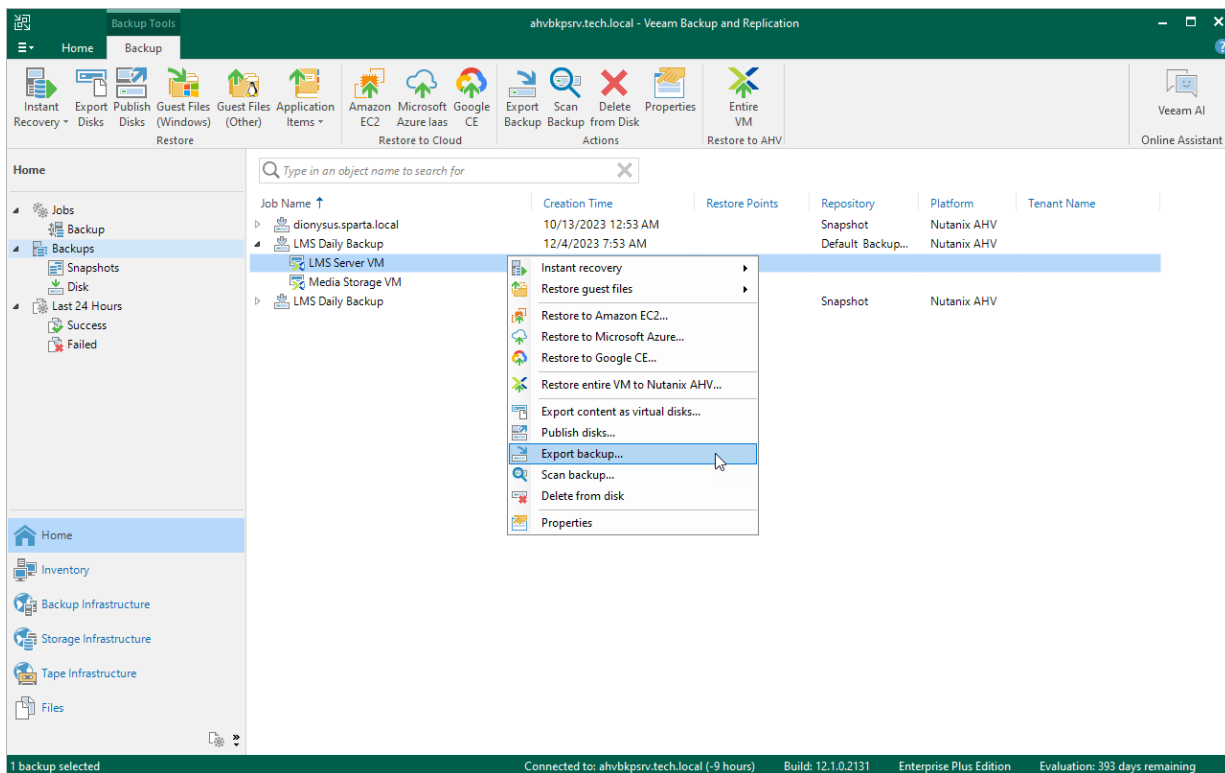 Backup Tools
ahvbkpsrv.tech.local - Veeam Backup and Replication
Home Backup
Instant Recovery
Export Disks
Publish Disks
Guest Files (Windows)
Guest Files (Other)
Application Items
Amazon EC2
Microsoft Azure Iaas
Google CE
Export Backup
Scan Backup
Delete from Disk
Properties
Entire VM
Veeam AI
Restore
Restore to Cloud
Actions
Restore to AHV
Online Assistant
Home
Type in an object name to search for
Jobs
Backup
Backups
Snapshots
Disk
Last 24 Hours
Success
Failed
Job Name Creation Time Restore Points Repository Platform Tenant Name
dionysus.sparta.local 10/13/2023 12:53 AM Snapshot Nutanix AHV
LMS Daily Backup 12/4/2023 7:53 AM Default Backup... Nutanix AHV
LMS Server VM
Media Storage VM
LMS Daily Backup Snapshot Nutanix AHV
Instant recovery
Restore guest files
Restore to Amazon EC2...
Restore to Microsoft Azure...
Restore to Google CE...
Restore entire VM to Nutanix AHV...
Export content as virtual disks...
Publish disks...
Export backup...
Scan backup...
Delete from disk
Properties
Home
Inventory
Backup Infrastructure
Storage Infrastructure
Tape Infrastructure
Files
1 backup selected
Connected to: ahvbkpsrv.tech.local (-9 hours) Build: 12.1.0.2131 Enterprise Plus Edition Evaluation: 393 days remaining